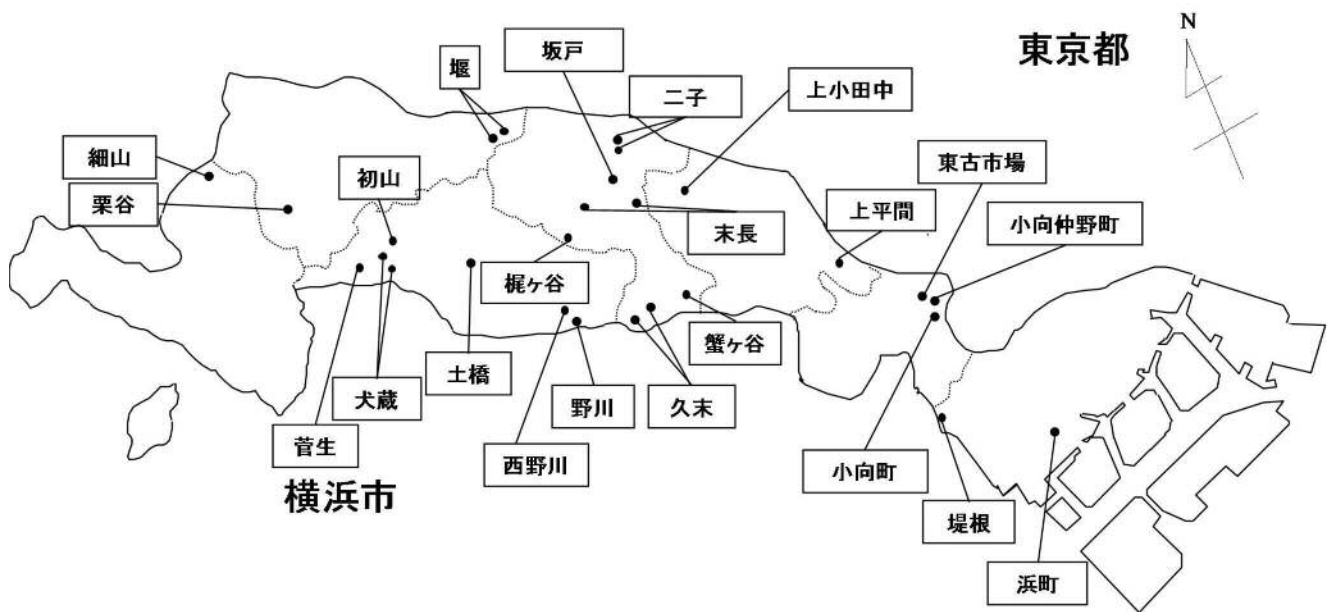 N
東京都
坂戸
堰
二子
上小田中
細山
初山
東古市場
栗谷
上平間
小向仲野町
末長
梶ヶ谷
蟹ヶ谷
土橋
犬蔵
野川
久末
菅生
西野川
小向町
横浜市
堤根
浜町